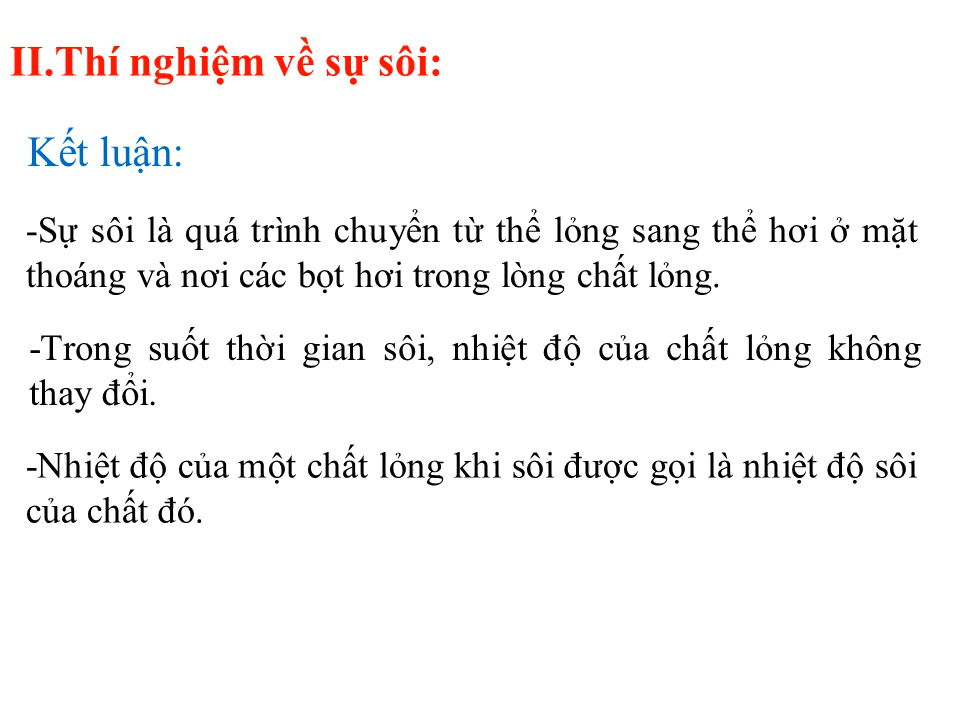 II.Thí nghiệm về sự sôi:
Kết luận:
-Sự sôi là quá trình chuyển từ thể lỏng sang thể hơi ở mặt
thoáng và nơi các bọt hơi trong lòng chất lỏng.
-Trong suốt thời gian sôi, nhiệt độ của chất lỏng không
thay đổi.
-Nhiệt độ của một chất lỏng khi sôi được gọi là nhiệt độ sôi
của chất đó.